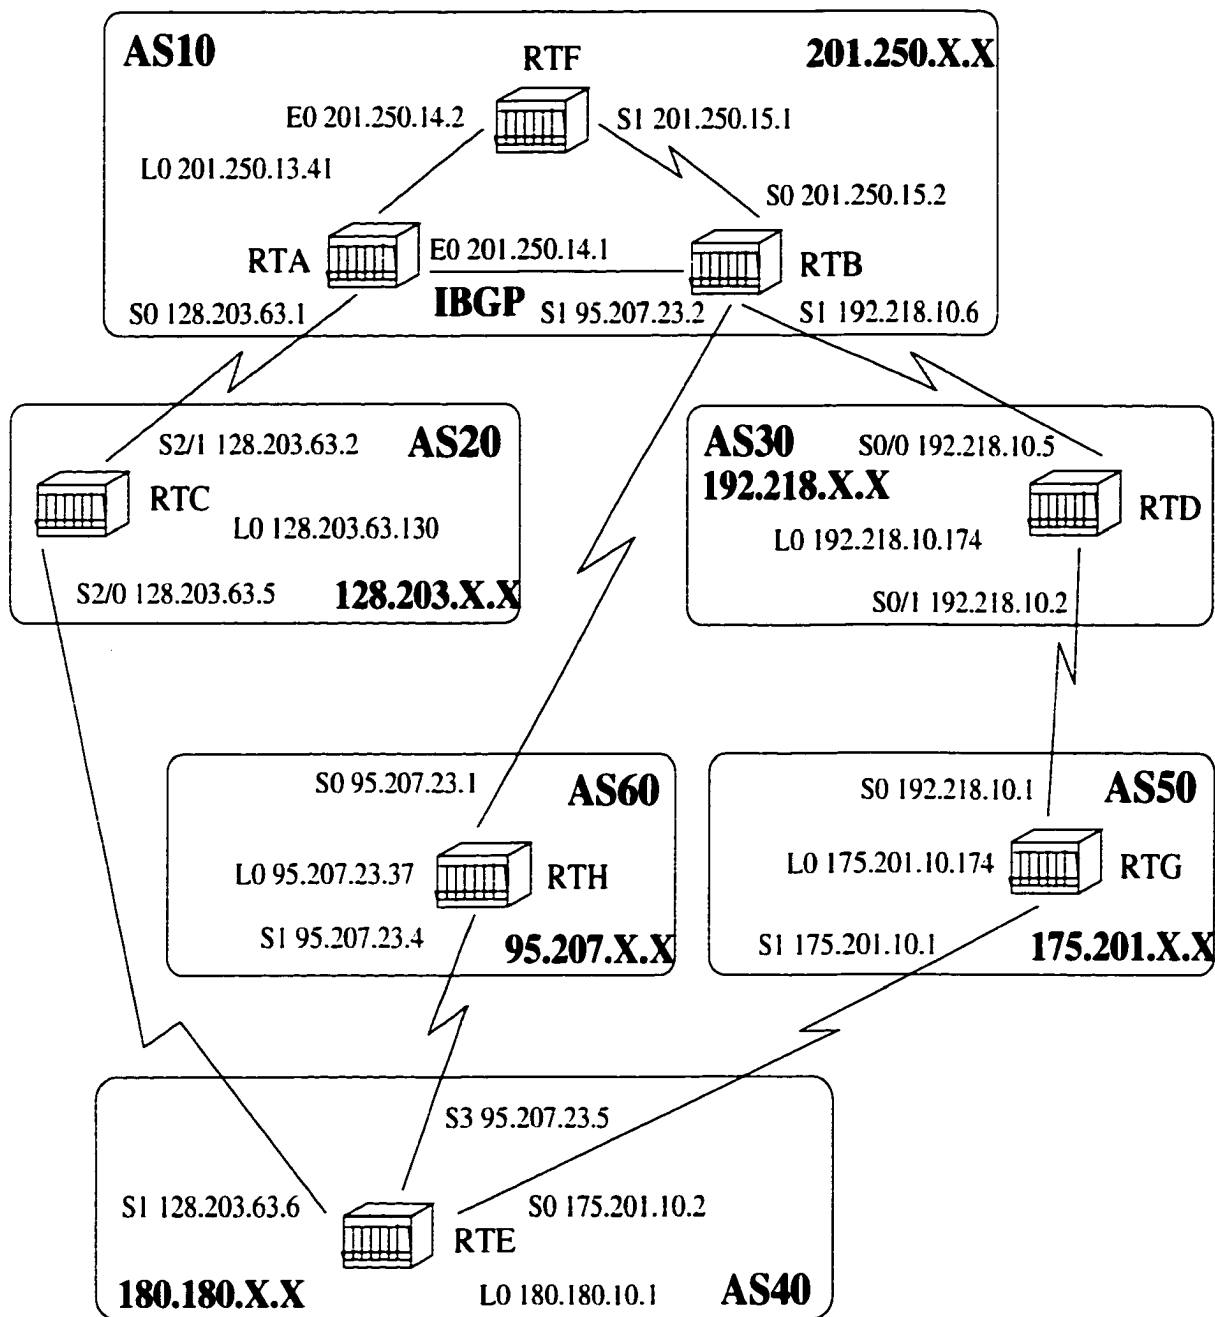 AS10
RTF
201.250.X.X
E0 201.250.14.2
S1 201.250.15.1
L0 201.250.13.41
S0 201.250.15.2
RTA
E0 201.250.14.1
RTB
S0 128.203.63.1
IBGP
S1 95.207.23.2
S1 192.218.10.6
S2/1 128.203.63.2
AS20
RTC
L0 128.203.63.130
S2/0 128.203.63.5
128.203.X.X
AS30
S0/0 192.218.10.5
192.218.X.X
RTD
L0 192.218.10.174
S0/1 192.218.10.2
S0 95.207.23.1
AS60
L0 95.207.23.37
RTH
S1 95.207.23.4
95.207.X.X
S0 192.218.10.1
AS50
L0 175.201.10.174
RTG
S1 175.201.10.1
175.201.X.X
S3 95.207.23.5
S1 128.203.63.6
S0 175.201.10.2
RTE
180.180.X.X
L0 180.180.10.1
AS40